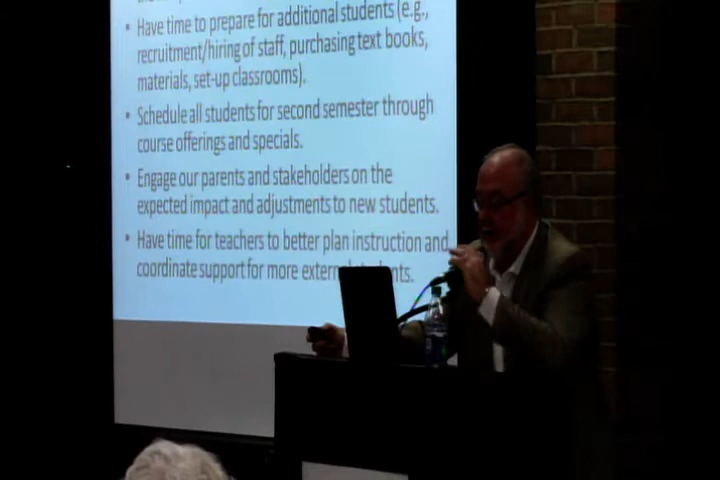 • Have time to prepare for additional students (e.g.,
recruitment/hiring of staff, purchasing text books,
materials, set-up classrooms).
• Schedule all students for second semester through
course offerings and specials.
• Engage our parents and stakeholders on the
expected impact and adjustments to new students.
• Have time for teachers to better plan instruction and
coordinate support for more